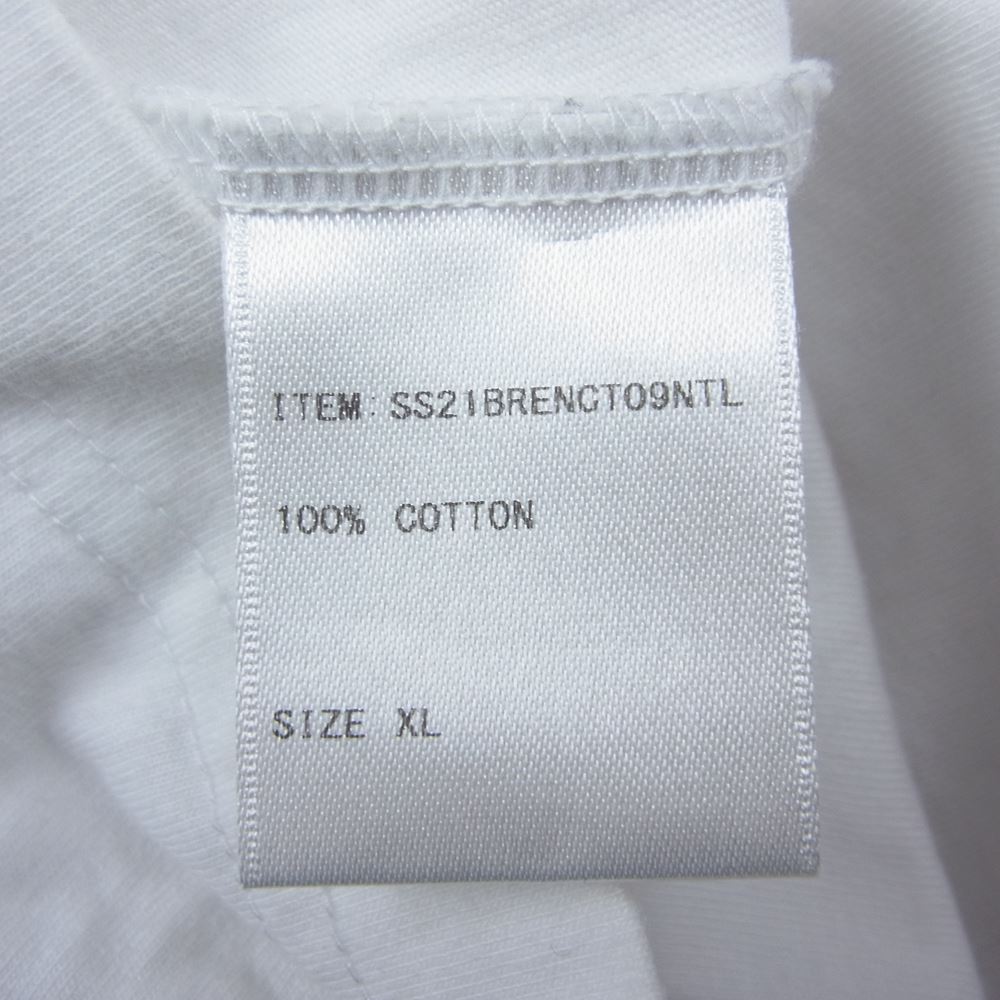 ITEM: SS21BRENCT09NTL
100% COTTON
SIZE XL